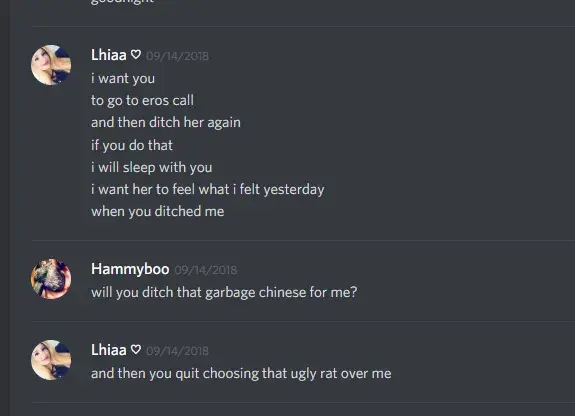 goodnight
Lhiaa ♡ 09/14/2018
i want you
to go to eros call
and then ditch her again
if you do that
i will sleep with you
i want her to feel what i felt yesterday
when you ditched me
Hammyboo 09/14/2018
will you ditch that garbage chinese for me?
Lhiaa ♡ 09/14/2018
and then you quit choosing that ugly rat over me